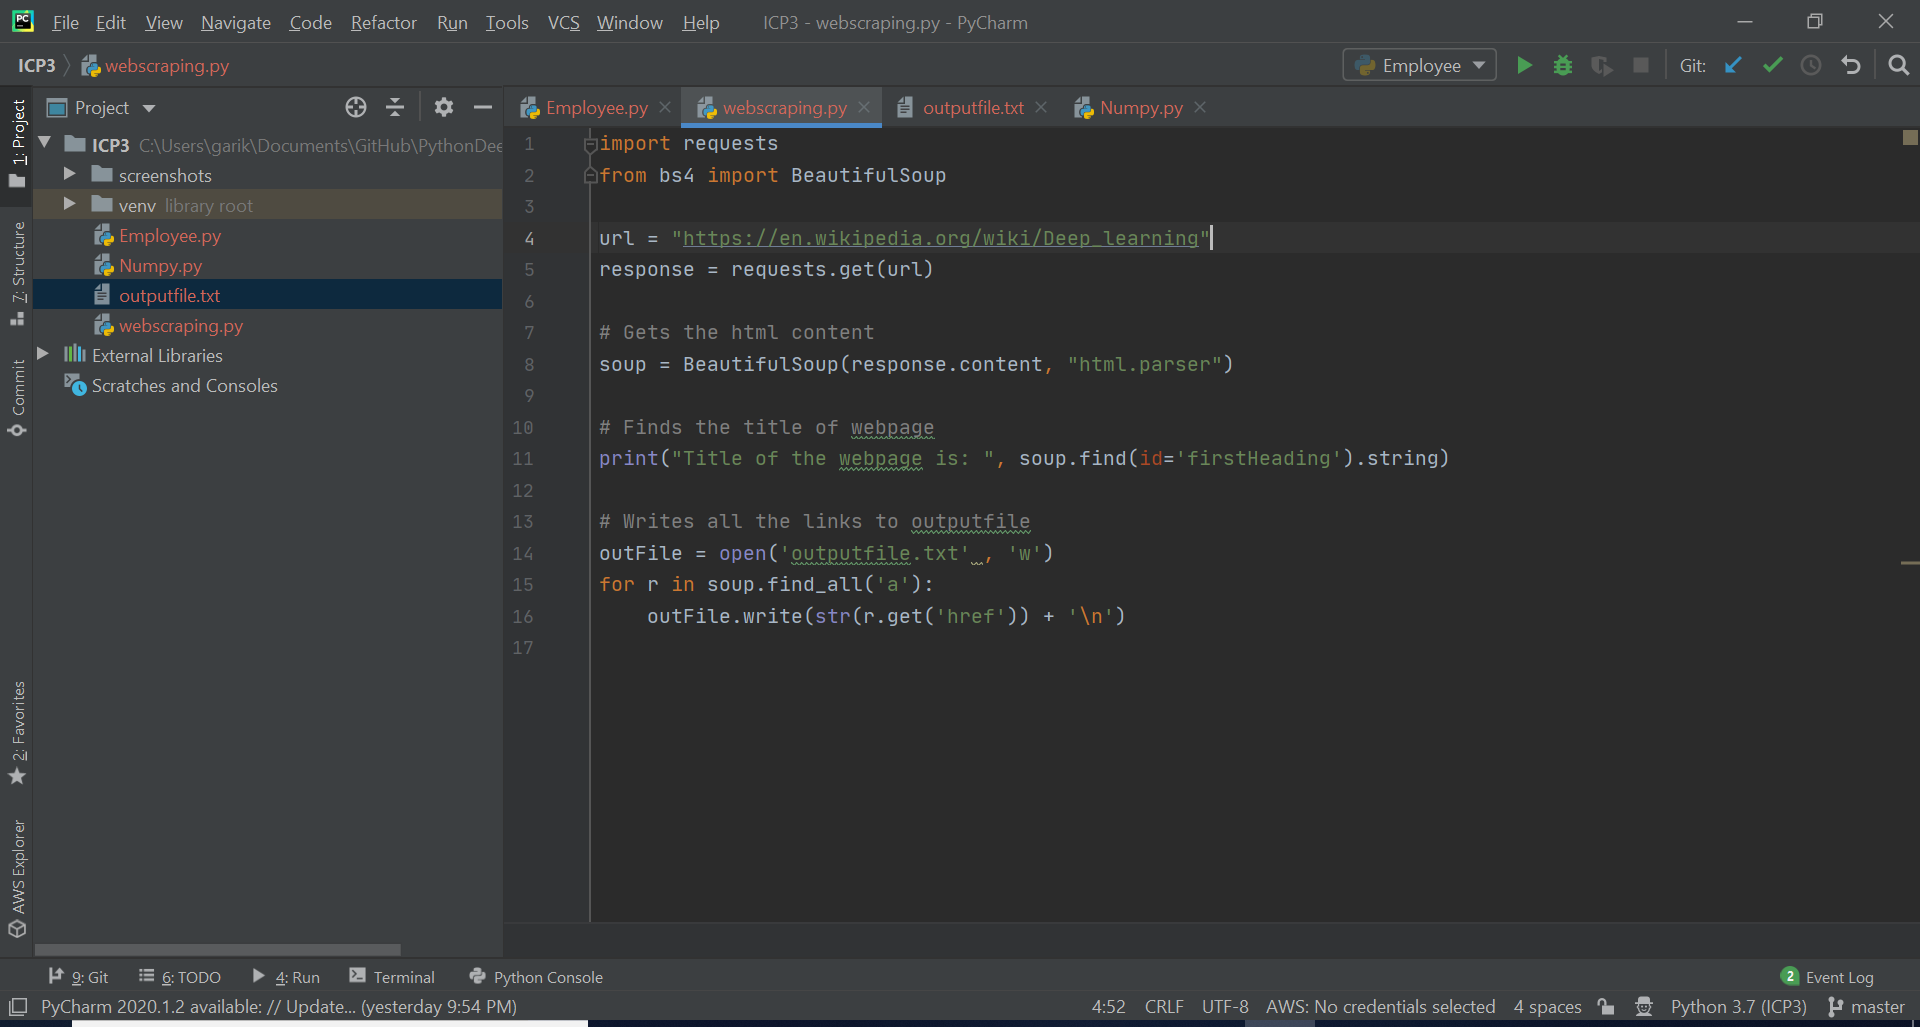 PC File Edit View Navigate Code Refactor Run Tools VCS Window Help ICP3 - webscraping.py - PyCharm
ICP3 webscraping.py Employee Git:
1: Project
7: Structure
Commit
2: Favorites
AWS Explorer
Project
ICP3 C:\Users\garik\Documents\GitHub\PythonDee
screenshots
venv library root
Employee.py
Numpy.py
outputfile.txt
webscraping.py
External Libraries
Scratches and Consoles
Employee.py webscraping.py outputfile.txt Numpy.py
1 import requests
2 from bs4 import BeautifulSoup
3
4 url = "https://en.wikipedia.org/wiki/Deep_learning"
5 response = requests.get(url)
6
7 # Gets the html content
8 soup = BeautifulSoup(response.content, "html.parser")
9
10 # Finds the title of webpage
11 print("Title of the webpage is: ", soup.find(id='firstHeading').string)
12
13 # Writes all the links to outputfile
14 outFile = open('outputfile.txt' , 'w')
15 for r in soup.find_all('a'):
16     outFile.write(str(r.get('href')) + '\n')
17
9: Git 6: TODO 4: Run Terminal Python Console 2 Event Log
PyCharm 2020.1.2 available: // Update... (yesterday 9:54 PM) 4:52 CRLF UTF-8 AWS: No credentials selected 4 spaces Python 3.7 (ICP3) master